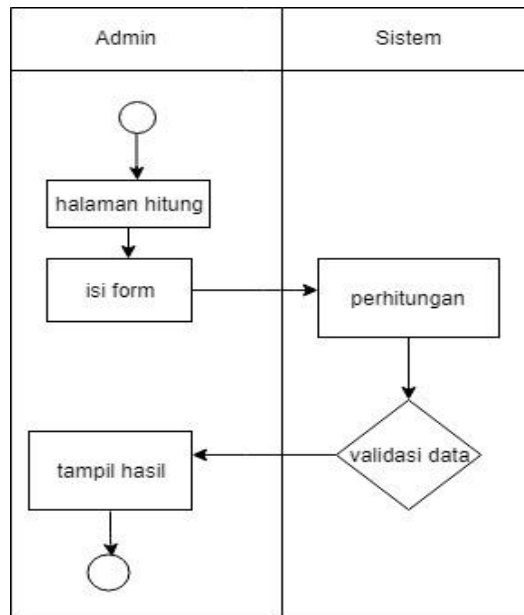 Admin
Sistem
halaman hitung
isi form
perhitungan
validasi data
tampil hasil